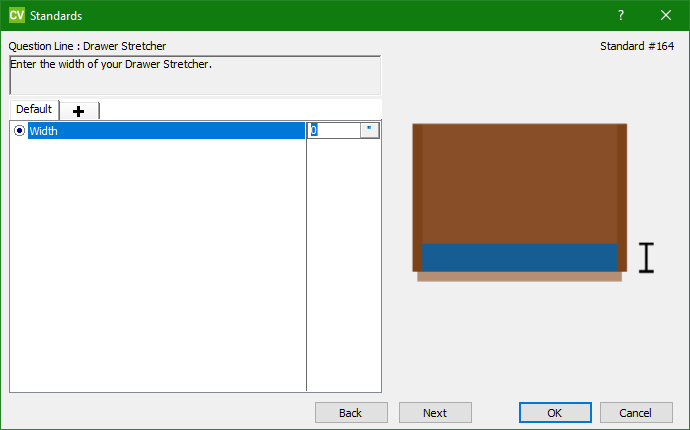 CV Standards ?
Question Line : Drawer Stretcher Standard #164
Enter the width of your Drawer Stretcher.
Default
Width 0 "
Back Next OK Cancel